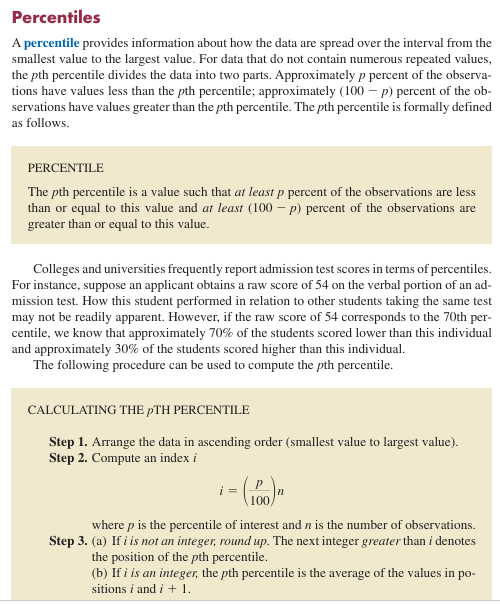 Percentiles
A percentile provides information about how the data are spread over the interval from the
smallest value to the largest value. For data that do not contain numerous repeated values,
the pth percentile divides the data into two parts. Approximately p percent of the observa-
tions have values less than the pth percentile; approximately (100 − p) percent of the ob-
servations have values greater than the pth percentile. The pth percentile is formally defined
as follows.
PERCENTILE
The pth percentile is a value such that at least p percent of the observations are less
than or equal to this value and at least (100 − p) percent of the observations are
greater than or equal to this value.
Colleges and universities frequently report admission test scores in terms of percentiles.
For instance, suppose an applicant obtains a raw score of 54 on the verbal portion of an ad-
mission test. How this student performed in relation to other students taking the same test
may not be readily apparent. However, if the raw score of 54 corresponds to the 70th per-
centile, we know that approximately 70% of the students scored lower than this individual
and approximately 30% of the students scored higher than this individual.
The following procedure can be used to compute the pth percentile.
CALCULATING THE pTH PERCENTILE
Step 1. Arrange the data in ascending order (smallest value to largest value).
Step 2. Compute an index i
i = (p/100)n
where p is the percentile of interest and n is the number of observations.
Step 3. (a) If i is not an integer, round up. The next integer greater than i denotes
the position of the pth percentile.
(b) If i is an integer, the pth percentile is the average of the values in po-
sitions i and i + 1.